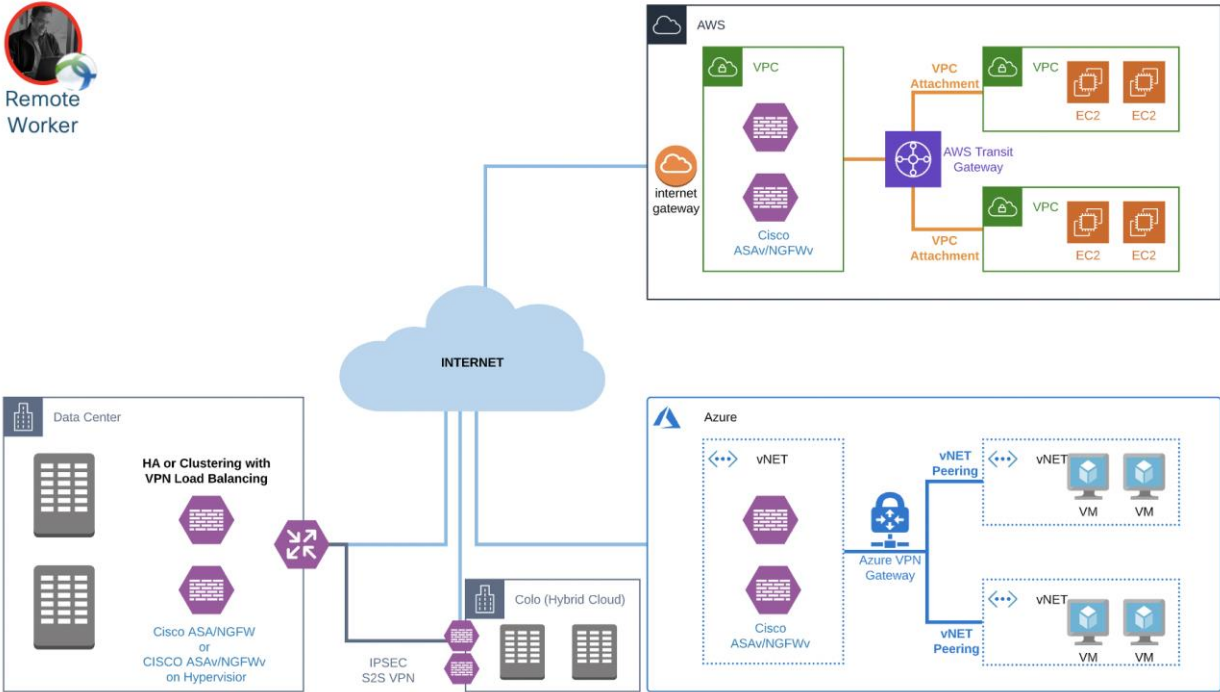 Remote
Worker
AWS
VPC
Cisco
ASAv/NGFWv
internet
gateway
VPC
Attachment
VPC
EC2
EC2
AWS Transit
Gateway
VPC
Attachment
VPC
EC2
EC2
INTERNET
Data Center
HA or Clustering with
VPN Load Balancing
Cisco ASA/NGFW
or
CISCO ASAv/NGFWv
on Hypervisior
IPSEC
S2S VPN
Colo (Hybrid Cloud)
Azure
vNET
Cisco
ASAv/NGFWv
Azure VPN
Gateway
vNET
Peering
vNET
VM
VM
vNET
Peering
vNET
VM
VM